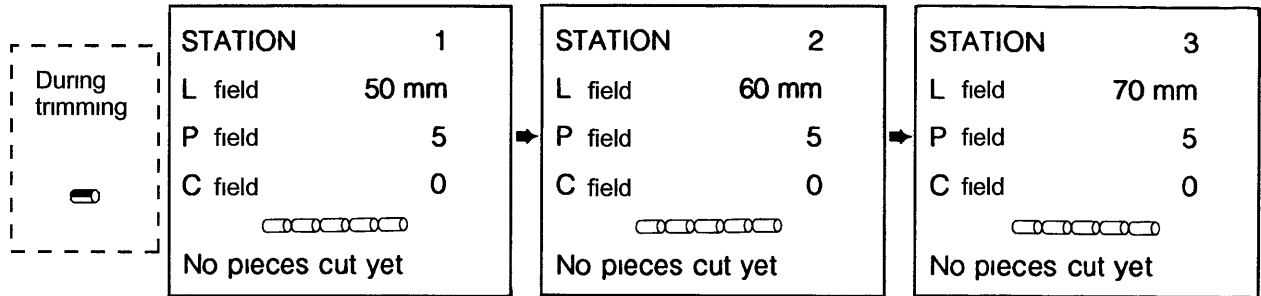 During
trimming
STATION 1
L field 50 mm
P field 5
C field 0
No pieces cut yet
STATION 2
L field 60 mm
P field 5
C field 0
No pieces cut yet
STATION 3
L field 70 mm
P field 5
C field 0
No pieces cut yet